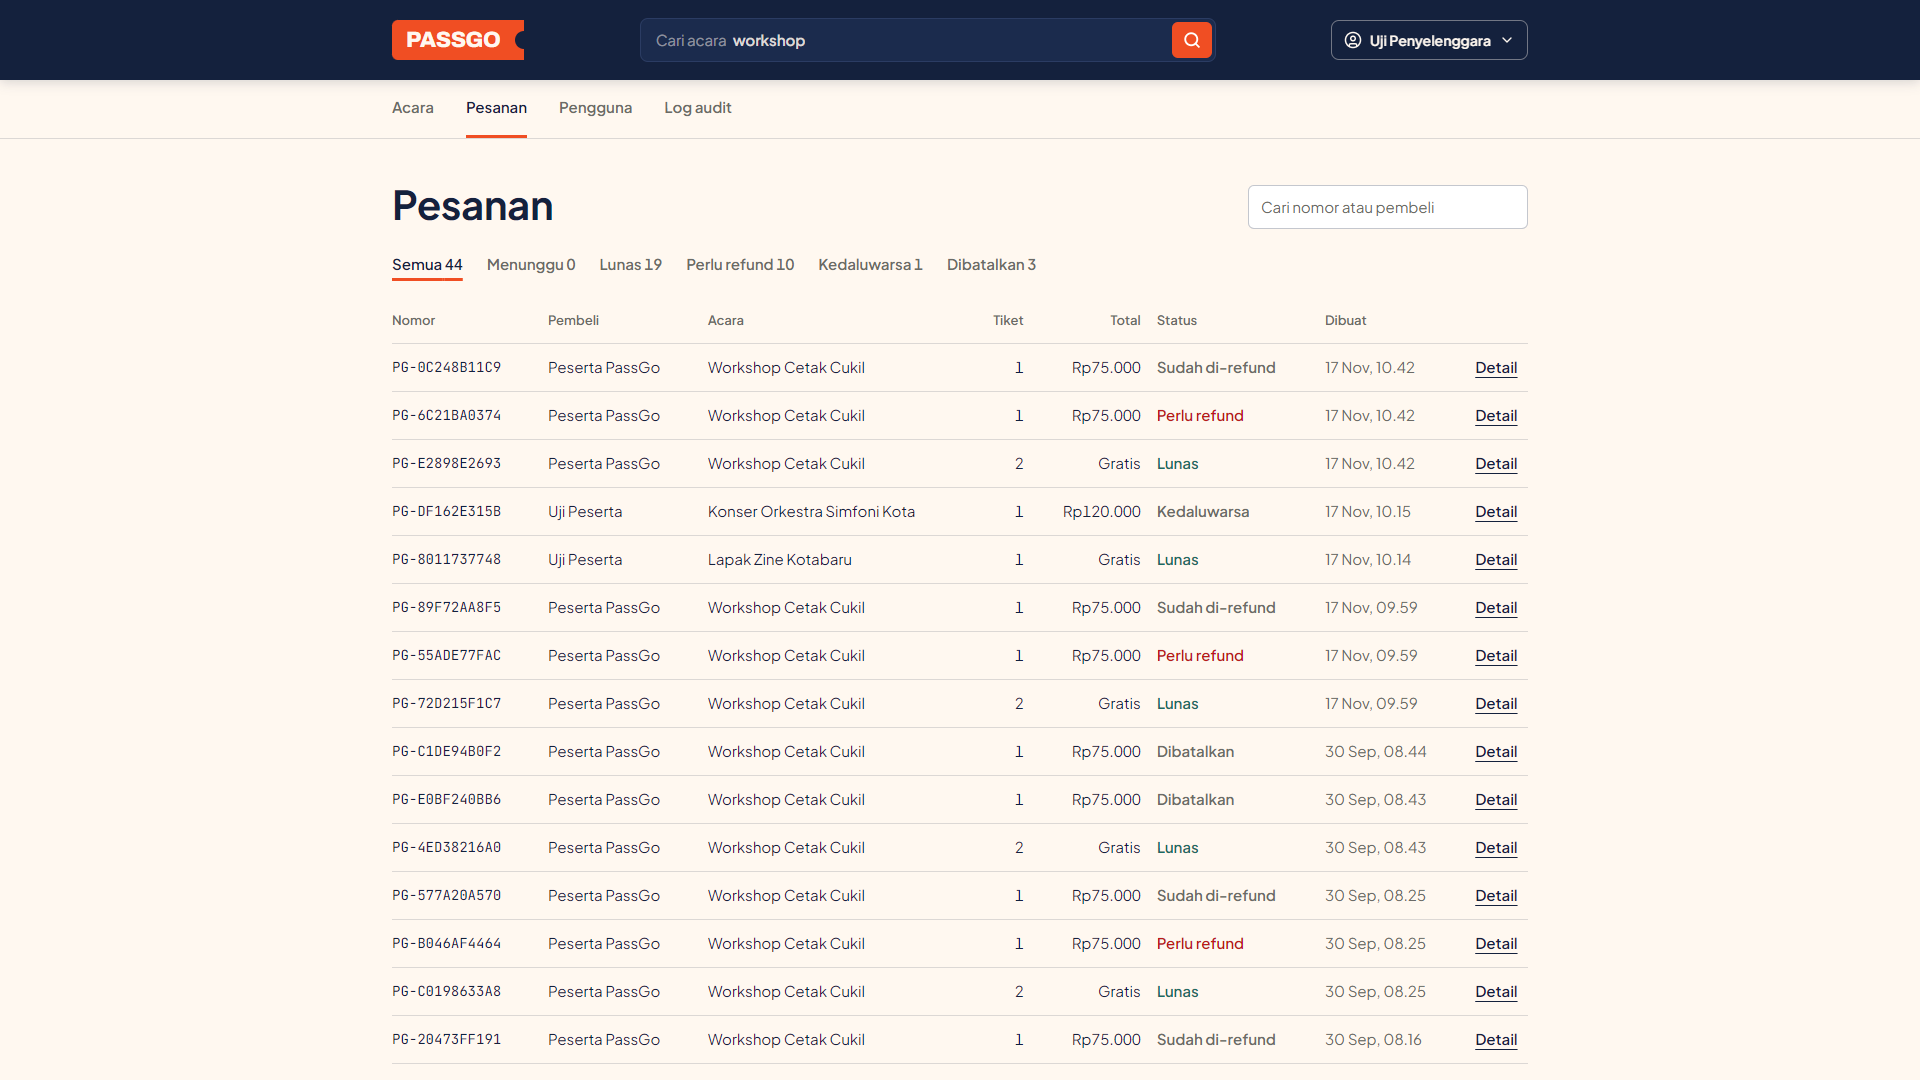 PASSGO
Cari acara workshop
Uji Penyelenggara
Acara Pesanan Pengguna Log audit
Pesanan
Cari nomor atau pembeli
Semua 44 Menunggu 0 Lunas 19 Perlu refund 10 Kedaluwarsa 1 Dibatalkan 3
Nomor Pembeli Acara Tiket Total Status Dibuat
PG-0C248B11C9 Peserta PassGo Workshop Cetak Cukil 1 Rp75.000 Sudah di-refund 17 Nov, 10.42 Detail
PG-6C21BA0374 Peserta PassGo Workshop Cetak Cukil 1 Rp75.000 Perlu refund 17 Nov, 10.42 Detail
PG-E2898E2693 Peserta PassGo Workshop Cetak Cukil 2 Gratis Lunas 17 Nov, 10.42 Detail
PG-DF162E315B Uji Peserta Konser Orkestra Simfoni Kota 1 Rp120.000 Kedaluwarsa 17 Nov, 10.15 Detail
PG-8011737748 Uji Peserta Lapak Zine Kotabaru 1 Gratis Lunas 17 Nov, 10.14 Detail
PG-89F72AA8F5 Peserta PassGo Workshop Cetak Cukil 1 Rp75.000 Sudah di-refund 17 Nov, 09.59 Detail
PG-55ADE77FAC Peserta PassGo Workshop Cetak Cukil 1 Rp75.000 Perlu refund 17 Nov, 09.59 Detail
PG-72D215F1C7 Peserta PassGo Workshop Cetak Cukil 2 Gratis Lunas 17 Nov, 09.59 Detail
PG-C1DE94B0F2 Peserta PassGo Workshop Cetak Cukil 1 Rp75.000 Dibatalkan 30 Sep, 08.44 Detail
PG-E0BF240BB6 Peserta PassGo Workshop Cetak Cukil 1 Rp75.000 Dibatalkan 30 Sep, 08.43 Detail
PG-4ED38216A0 Peserta PassGo Workshop Cetak Cukil 2 Gratis Lunas 30 Sep, 08.43 Detail
PG-577A20A570 Peserta PassGo Workshop Cetak Cukil 1 Rp75.000 Sudah di-refund 30 Sep, 08.25 Detail
PG-B046AF4464 Peserta PassGo Workshop Cetak Cukil 1 Rp75.000 Perlu refund 30 Sep, 08.25 Detail
PG-C0198633A8 Peserta PassGo Workshop Cetak Cukil 2 Gratis Lunas 30 Sep, 08.25 Detail
PG-20473FF191 Peserta PassGo Workshop Cetak Cukil 1 Rp75.000 Sudah di-refund 30 Sep, 08.16 Detail